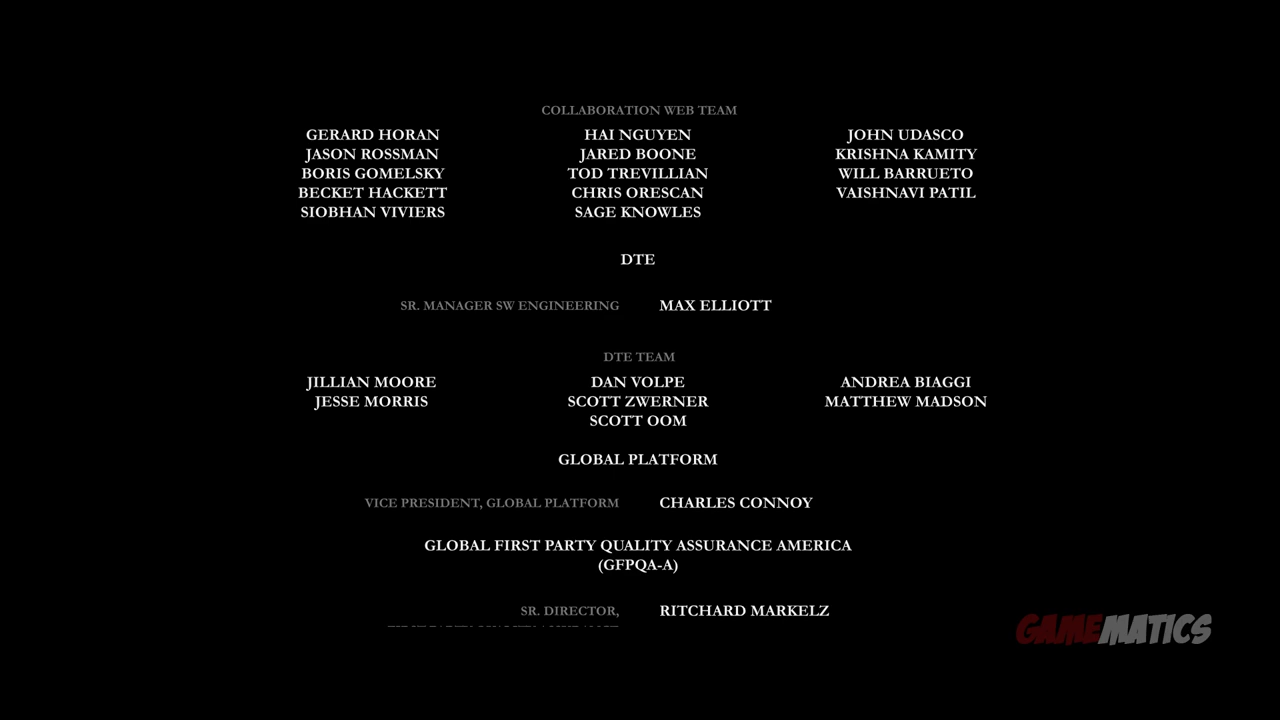 COLLABORATION WEB TEAM
GERARD HORAN HAI NGUYEN JOHN UDASCO
JASON ROSSMAN JARED BOONE KRISHNA KAMITY
BORIS GOMELSKY TOD TREVILLIAN WILL BARRUETO
BECKET HACKETT CHRIS ORESCAN VAISHNAVI PATIL
SIOBHAN VIVIERS SAGE KNOWLES
DTE
SR. MANAGER SW ENGINEERING MAX ELLIOTT
DTE TEAM
JILLIAN MOORE DAN VOLPE ANDREA BIAGGI
JESSE MORRIS SCOTT ZWERNER MATTHEW MADSON
SCOTT OOM
GLOBAL PLATFORM
VICE PRESIDENT, GLOBAL PLATFORM CHARLES CONNOY
GLOBAL FIRST PARTY QUALITY ASSURANCE AMERICA
(GFPQA-A)
SR. DIRECTOR, RITCHARD MARKELZ
GAMEMATICS